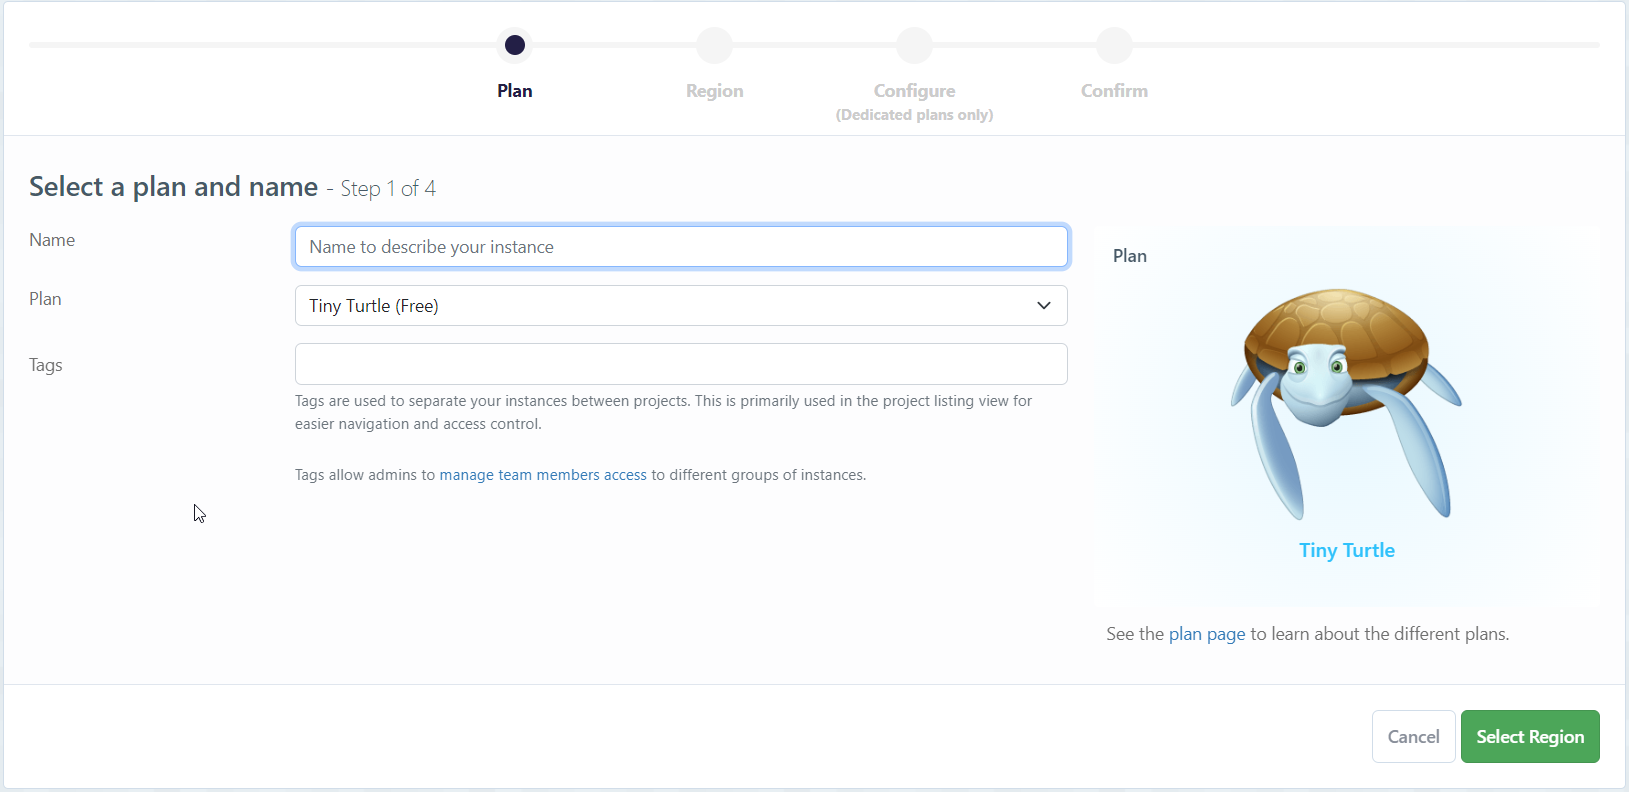 Plan
Region
Configure
(Dedicated plans only)
Confirm
Select a plan and name - Step 1 of 4
Name
Name to describe your instance
Plan
Tiny Turtle (Free)
Tags
Tags are used to separate your instances between projects. This is primarily used in the project listing view for
easier navigation and access control.
Tags allow admins to manage team members access to different groups of instances.
Plan
Tiny Turtle
See the plan page to learn about the different plans.
Cancel
Select Region